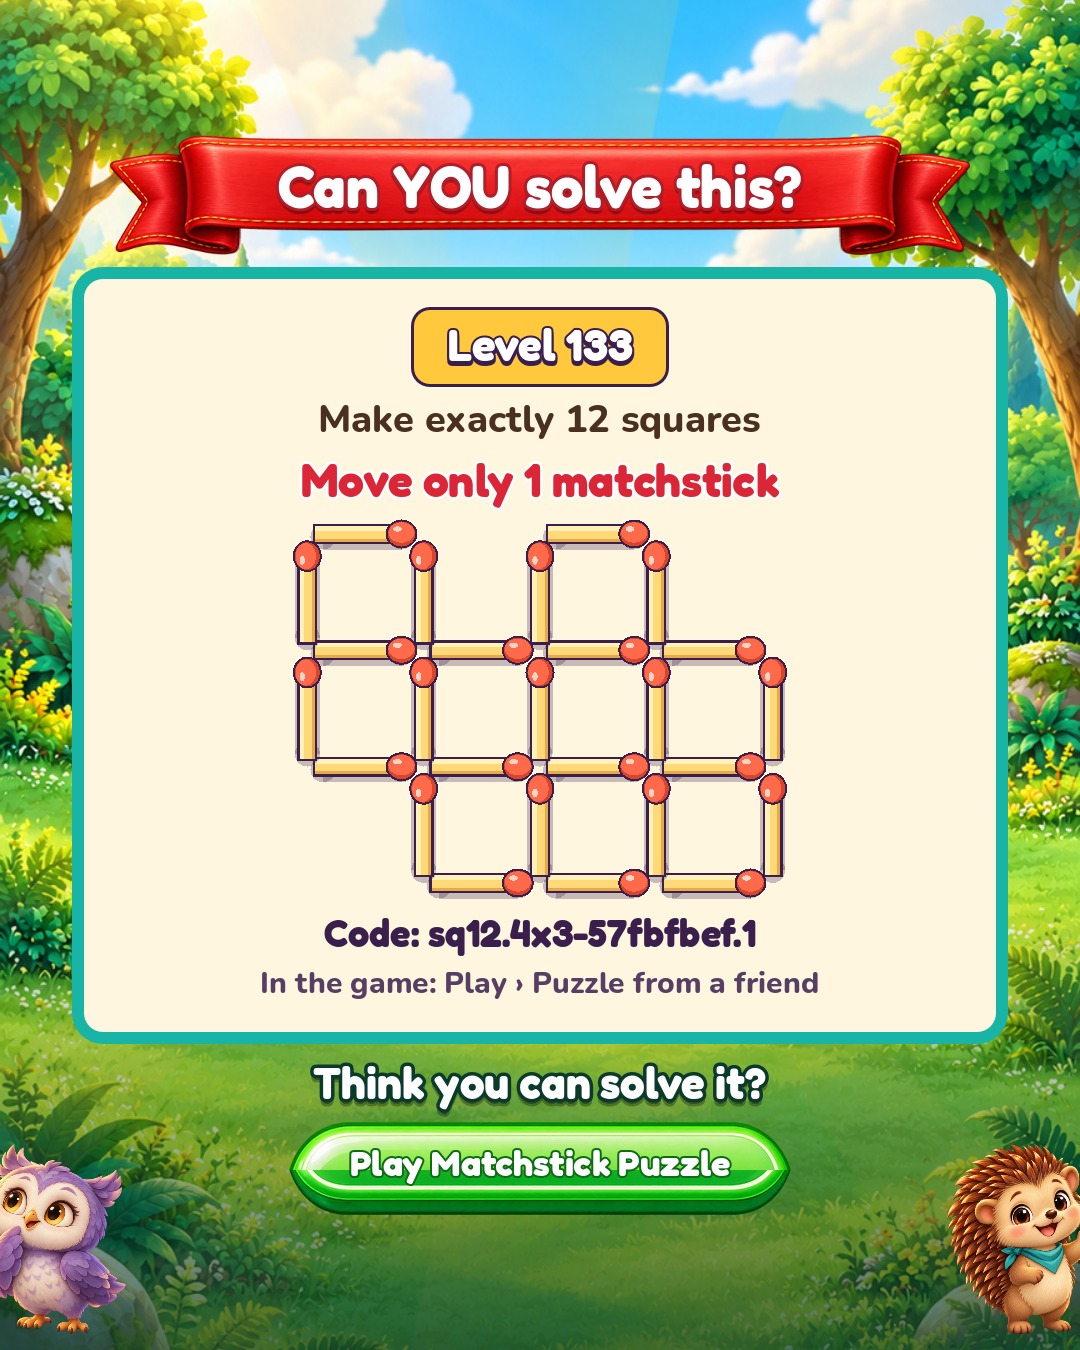 Can YOU solve this?
Level 133
Make exactly 12 squares
Move only 1 matchstick
Code: sq12.4x3-57fbfbef.1
In the game: Play › Puzzle from a friend
Think you can solve it?
Play Matchstick Puzzle